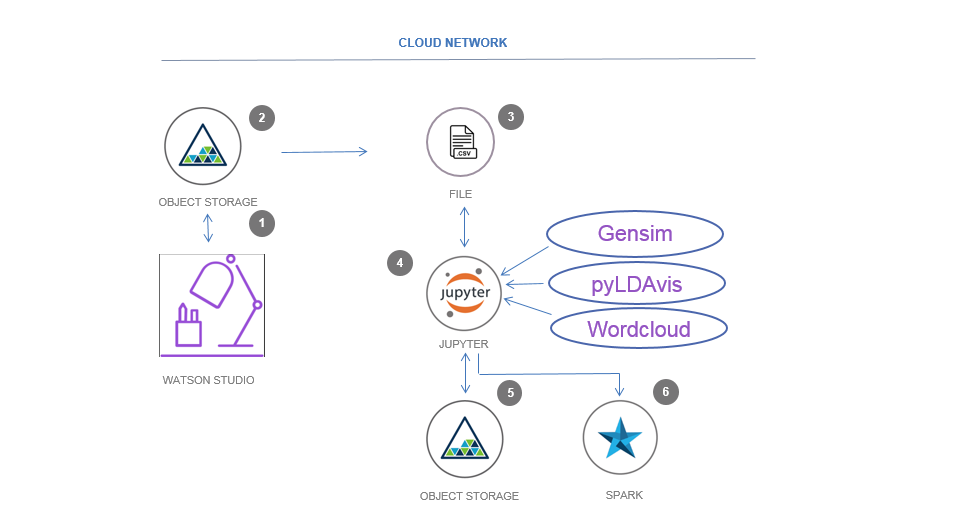 CLOUD NETWORK
2
3
.CSV
OBJECT STORAGE
FILE
1
Gensim
4
jupyter
pyLDAvis
Wordcloud
JUPYTER
WATSON STUDIO
5
6
OBJECT STORAGE
SPARK